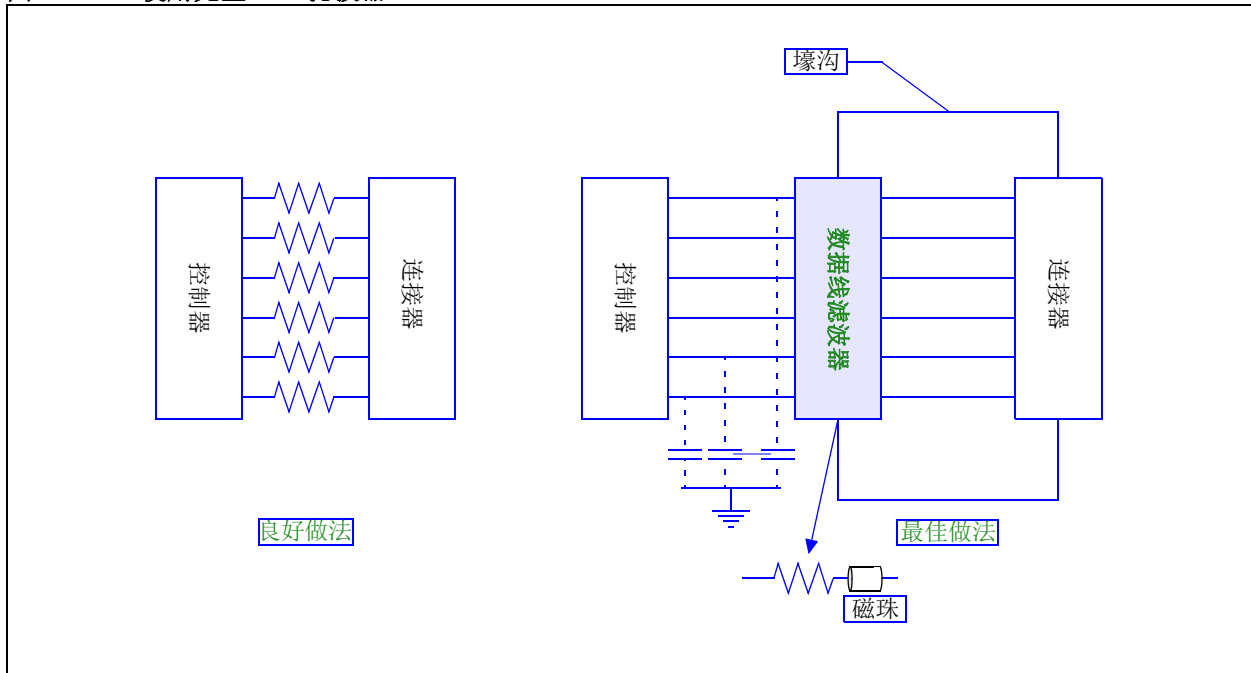 壕沟
控制器
连接器
控制器
数据线滤波器
连接器
良好做法
最佳做法
磁珠